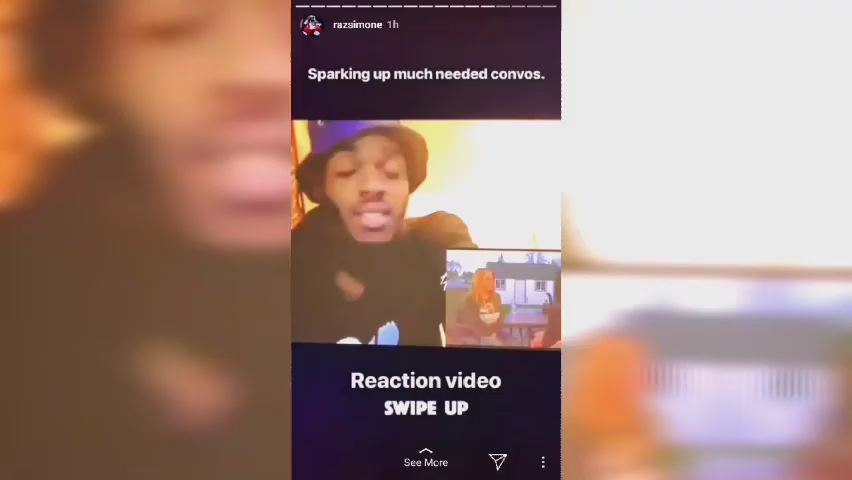 razsimone 1h
Sparking up much needed convos.
Reaction video
SWIPE UP
See More